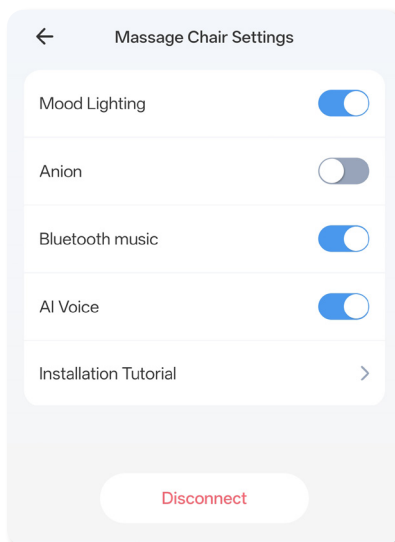 Massage Chair Settings
Mood Lighting
Anion
Bluetooth music
AI Voice
Installation Tutorial
Disconnect